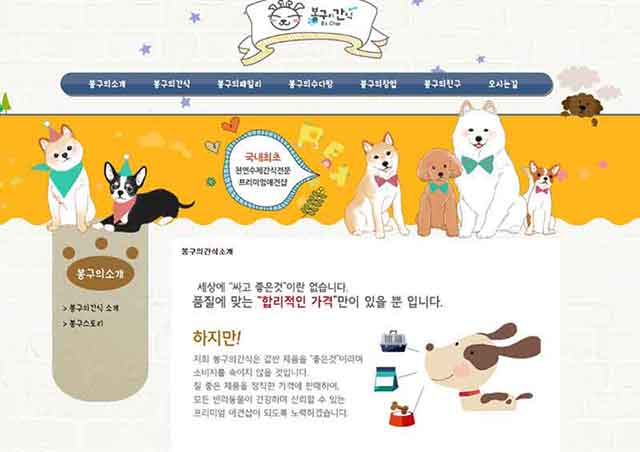 봉구의간식
봉구의소개 봉구의간식 봉구의패밀리 봉구의수다방 봉구의창업 봉구의친구 오시는길
국내최초
천연수제간식전문
프리미엄애견샵
봉구의소개
> 봉구의간식 소개
> 봉구스토리
봉구의간식소개
세상에 "싸고 좋은것"이란 없습니다.
품질에 맞는 "합리적인 가격"만이 있을 뿐 입니다.
하지만!
저희 봉구의간식은 값싼 제품을 "좋은것"이라며
소비자를 속이지 않을 것입니다.
질 좋은 제품을 정직한 가격에 판매하여,
모든 반려동물이 건강하며 신뢰할 수 있는
프리미엄 애견샵이 되도록 노력하겠습니다.